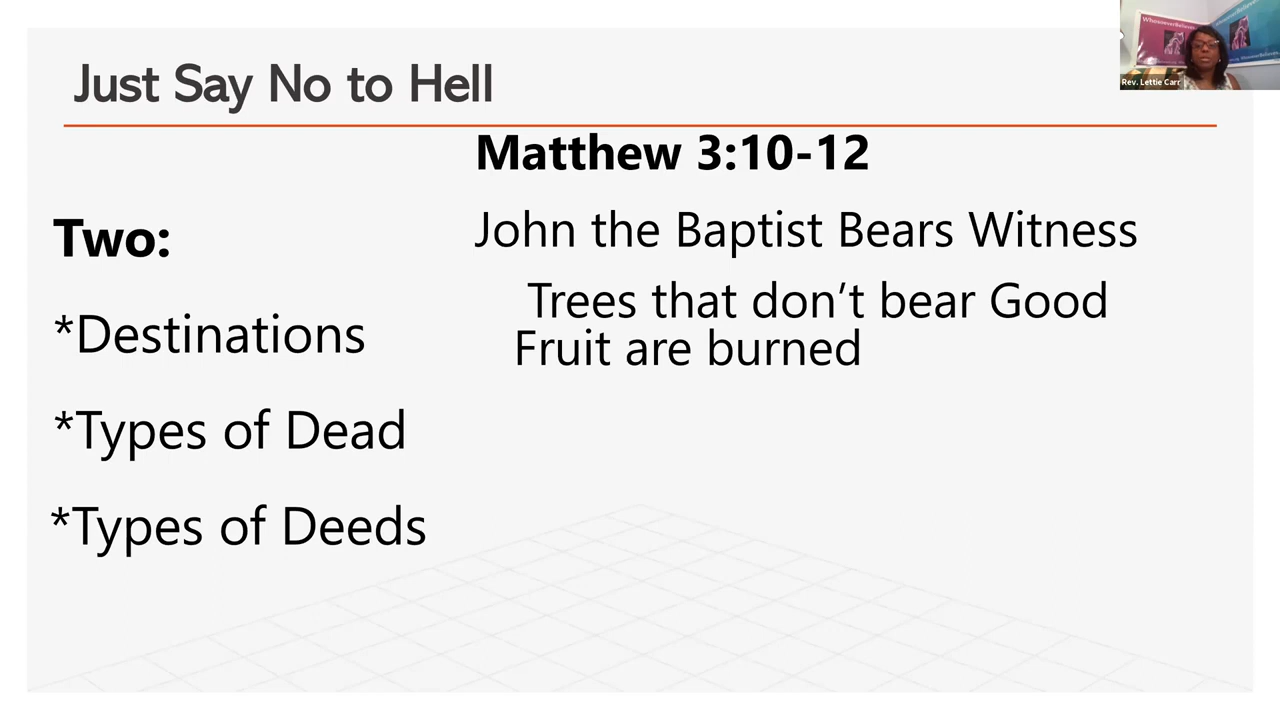 Just Say No to Hell
Matthew 3:10-12
Two:
John the Baptist Bears Witness
Trees that don’t bear Good
Fruit are burned
*Destinations
*Types of Dead
*Types of Deeds
Rev. Lettie Carr